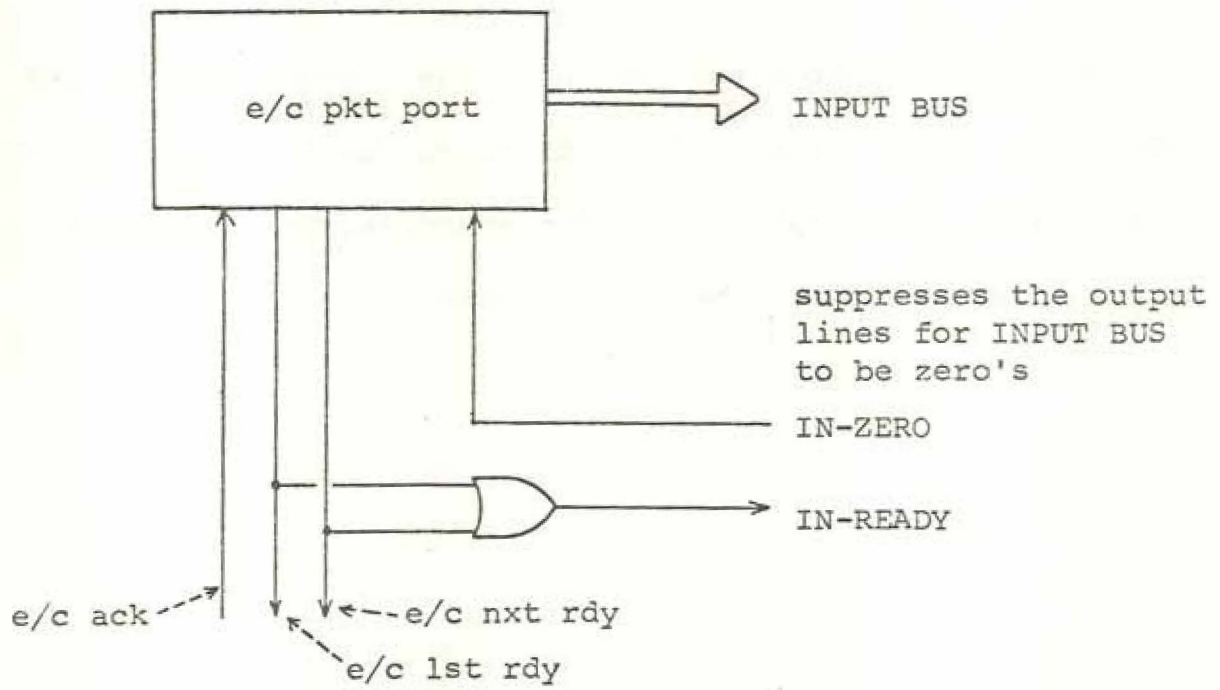 e/c pkt port
INPUT BUS
suppresses the output
lines for INPUT BUS
to be zero's
IN-ZERO
IN-READY
e/c ack
e/c nxt rdy
e/c lst rdy